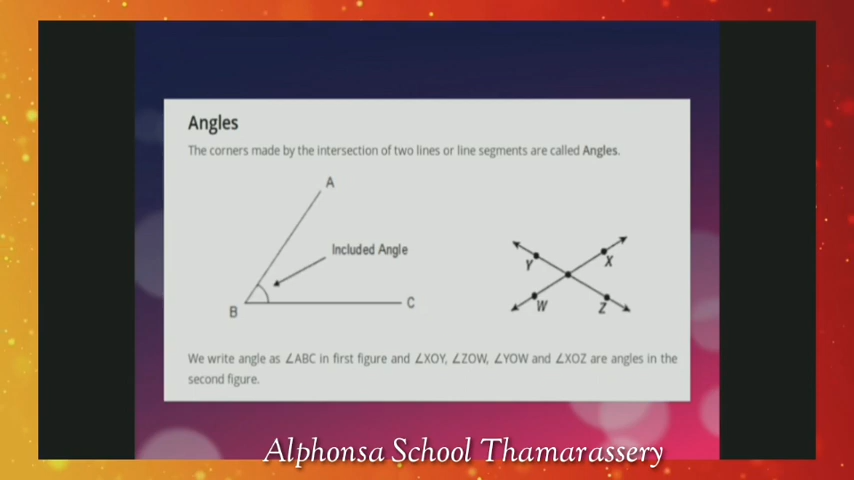 Angles
The corners made by the intersection of two lines or line segments are called Angles.
A
Included Angle
B
C
Y
X
W
Z
We write angle as ∠ABC in first figure and ∠XOY, ∠ZOW, ∠YOW and ∠XOZ are angles in the
second figure.
Alphonsa School Thamarassery